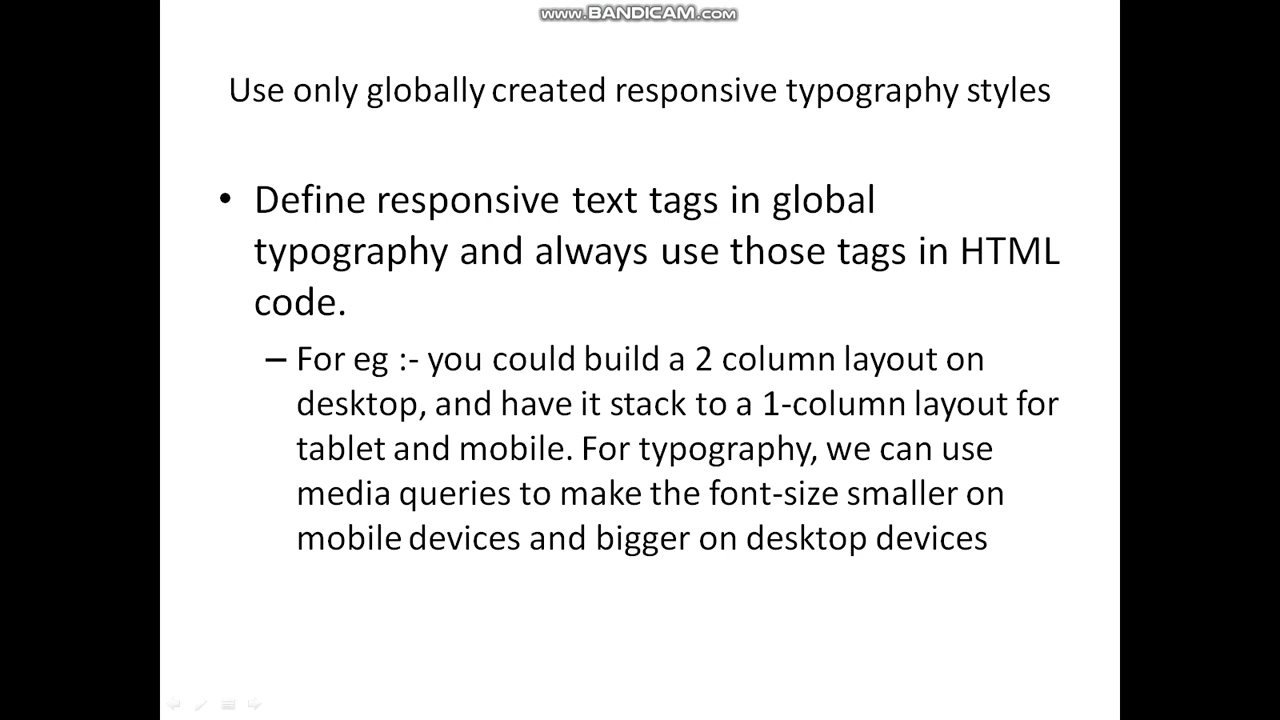 www.BANDICAM.com
Use only globally created responsive typography styles
• Define responsive text tags in global
typography and always use those tags in HTML
code.
– For eg :- you could build a 2 column layout on
desktop, and have it stack to a 1-column layout for
tablet and mobile. For typography, we can use
media queries to make the font-size smaller on
mobile devices and bigger on desktop devices